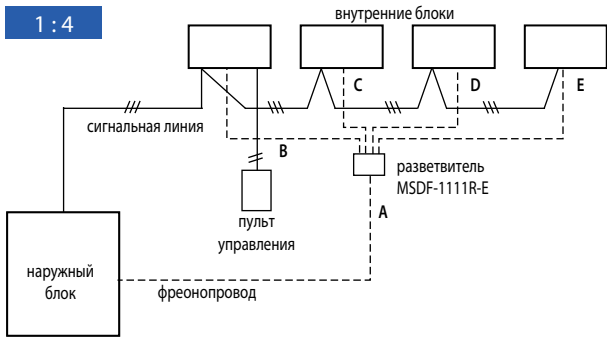 1 : 4
внутренние блоки
C
D
E
сигнальная линия
B
разветвитель
MSDF-1111R-E
A
пульт
управления
наружный
блок
фреонопровод